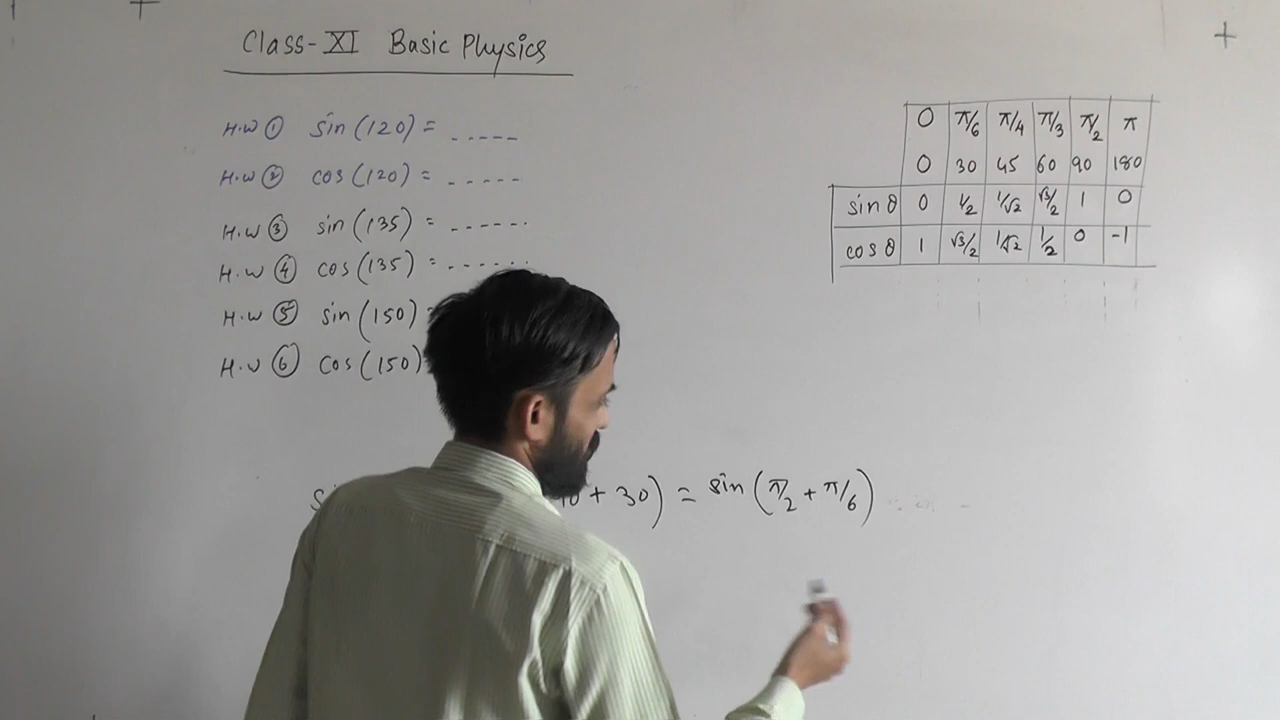 Class-XI Basic Physics
H.W ① sin(120) = -----
H.W ② cos(120) = -----
H.W ③ sin(135) = ------
H.W ④ cos(135) = ------
H.W ⑤ sin(150)
H.W ⑥ cos(150)
0 π/6 π/4 π/3 π/2 π
0 30 45 60 90 180
sinθ 0 1/2 1/√2 √3/2 1 0
cosθ 1 √3/2 1/√2 1/2 0 -1
+ 30) = sin(π/2 + π/6)